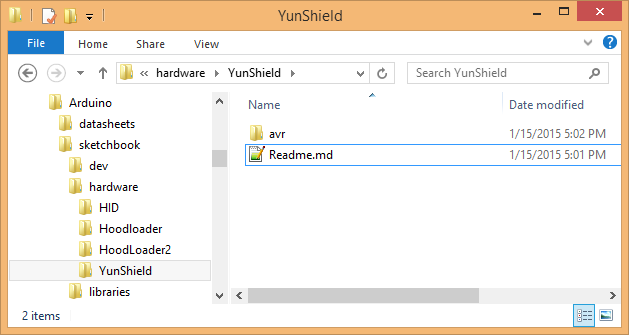 YunShield
File Home Share View
« hardware YunShield Search YunShield
Arduino
datasheets
sketchbook
dev
hardware
HID
Hoodloader
HoodLoader2
YunShield
libraries
Name Date modified
avr 1/15/2015 5:02 PM
Readme.md 1/15/2015 5:01 PM
2 items